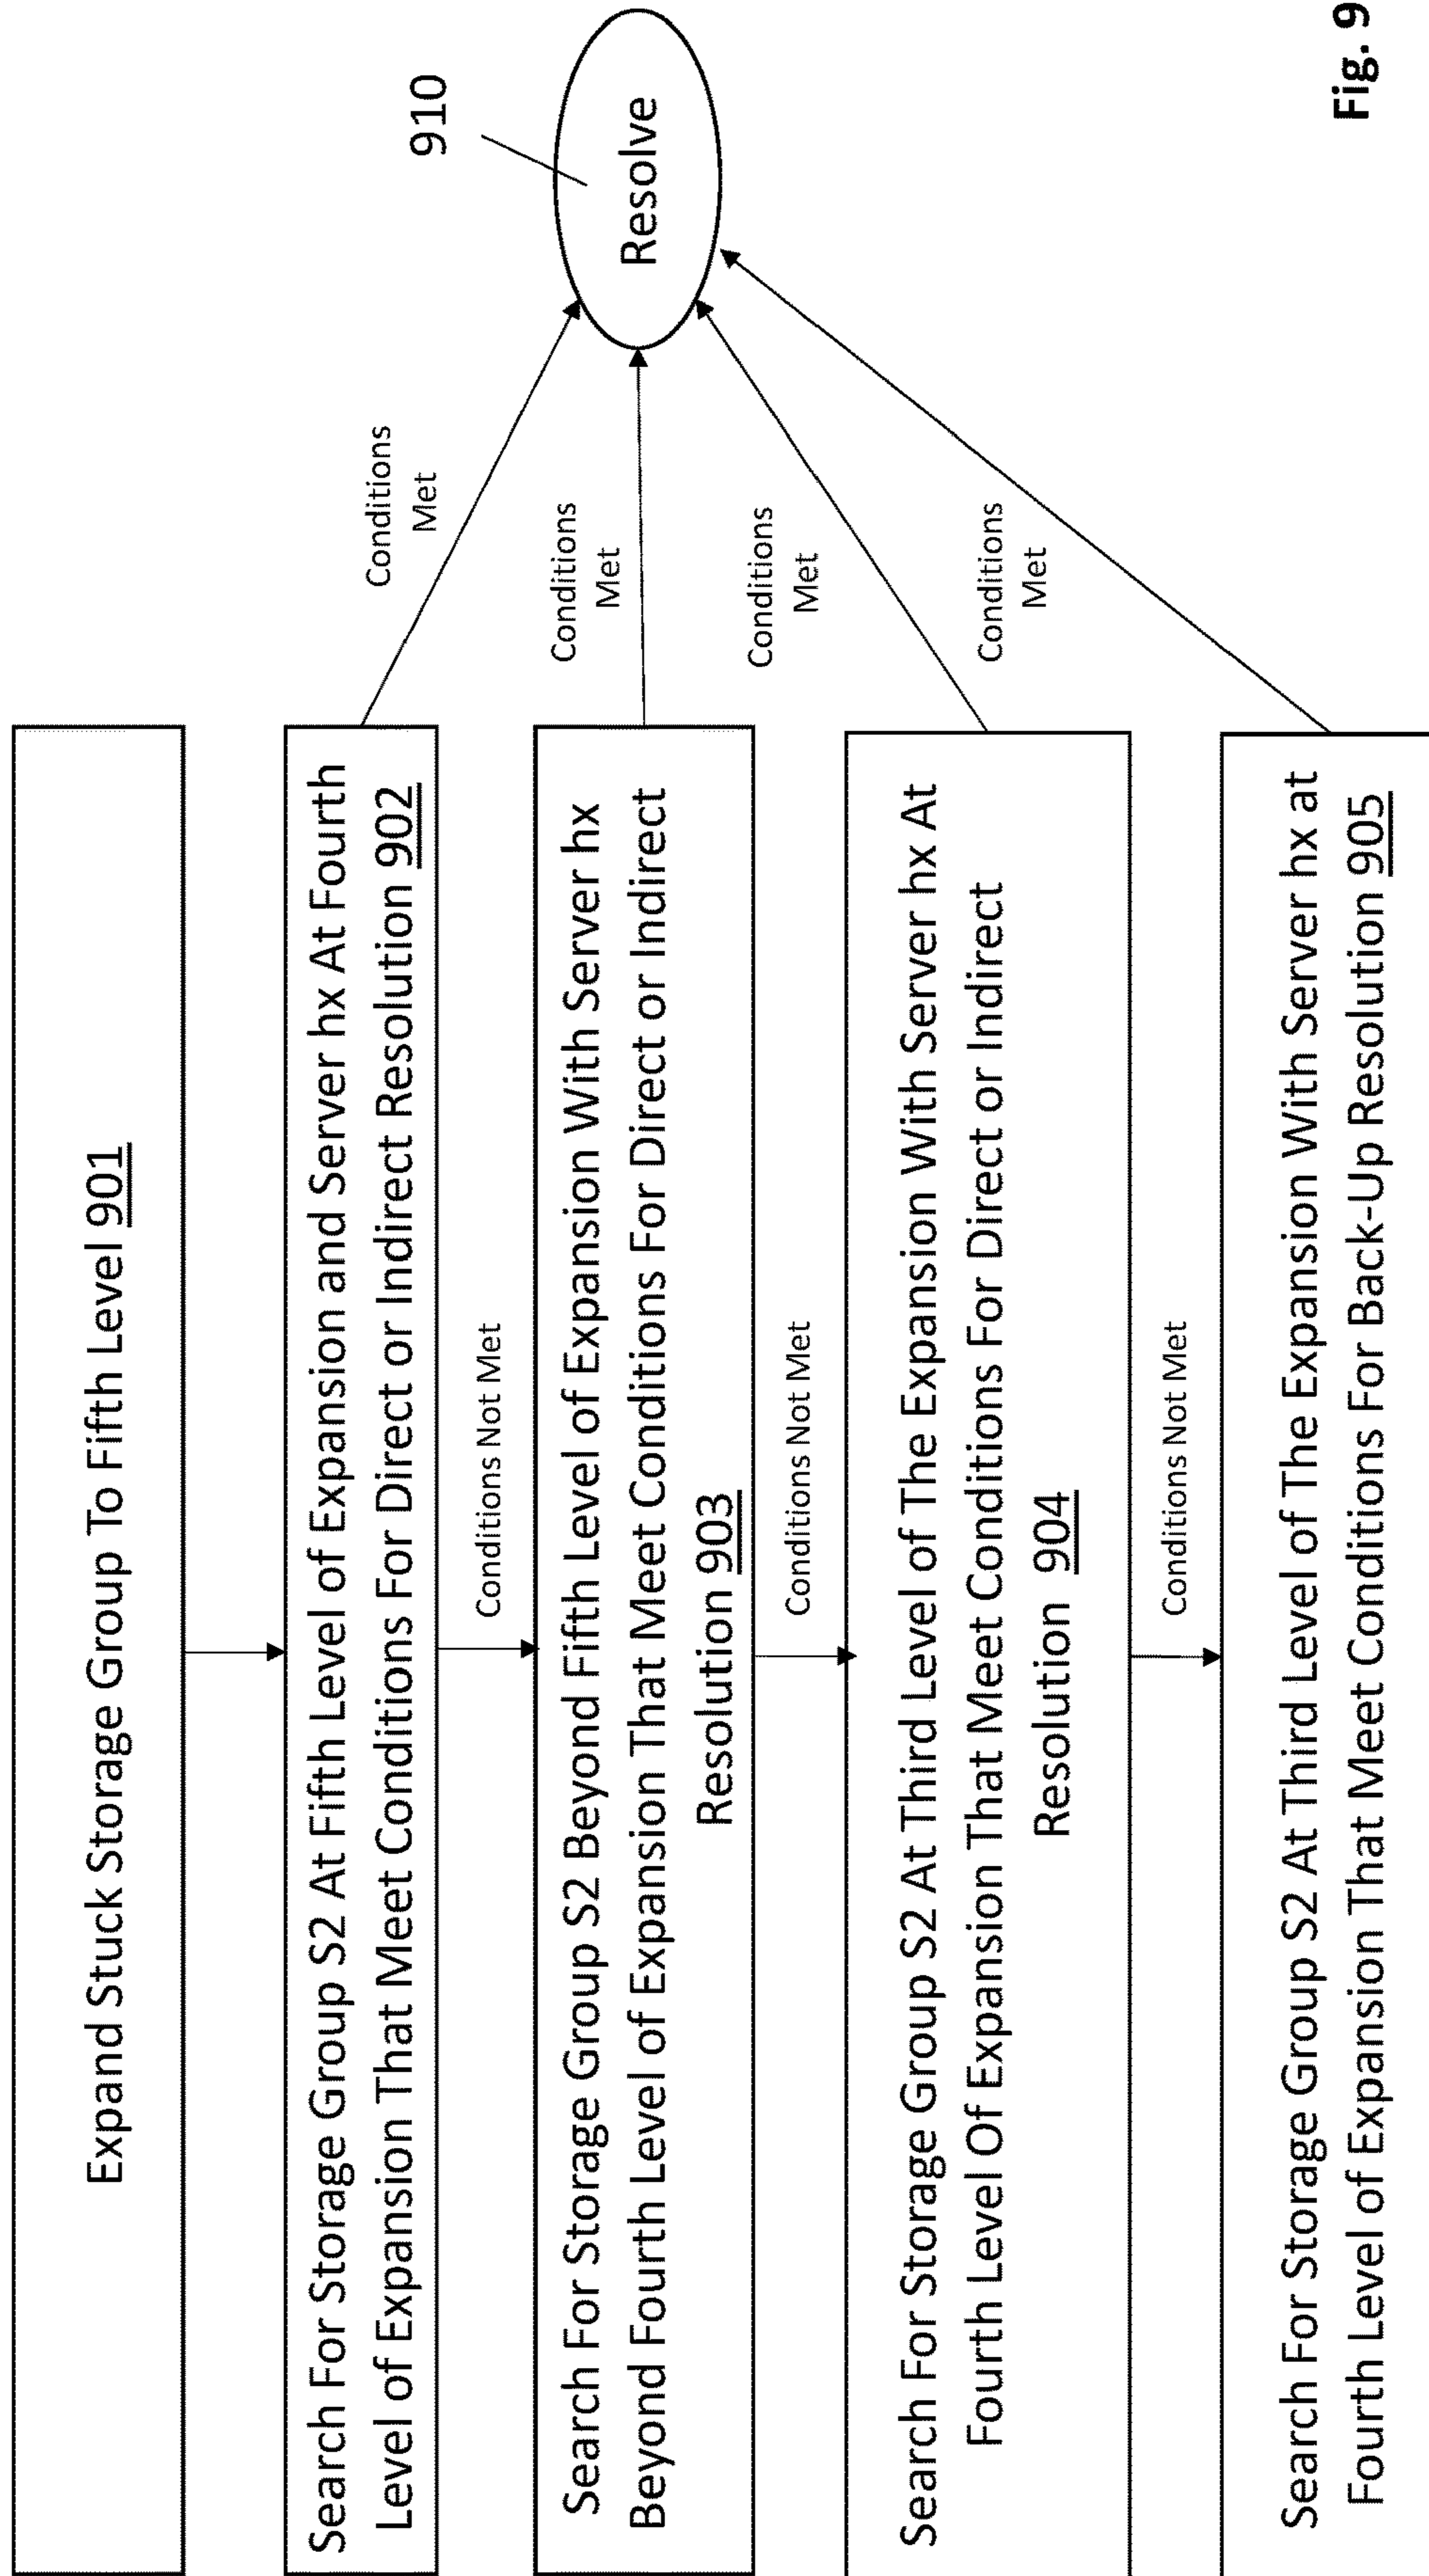 Expand Stuck Storage Group To Fifth Level 901
Search For Storage Group S2 At Fifth Level of Expansion and Server hx At Fourth
Level of Expansion That Meet Conditions For Direct or Indirect Resolution 902
Conditions
Met
Conditions Not Met
Search For Storage Group S2 Beyond Fifth Level of Expansion With Server hx
Beyond Fourth Level of Expansion That Meet Conditions For Direct or Indirect
Resolution 903
Conditions
Met
Conditions Not Met
Search For Storage Group S2 At Third Level of The Expansion With Server hx At
Fourth Level Of Expansion That Meet Conditions For Direct or Indirect
Resolution 904
Conditions
Met
Conditions Not Met
Search For Storage Group S2 At Third Level of The Expansion With Server hx at
Fourth Level of Expansion That Meet Conditions For Back-Up Resolution 905
Conditions
Met
910
Resolve
Fig. 9